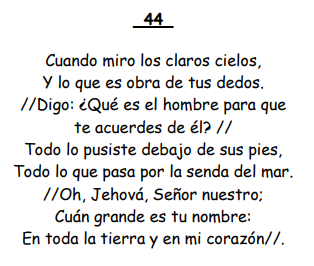 44
Cuando miro los claros cielos,
Y lo que es obra de tus dedos.
//Digo: ¿Qué es el hombre para que
te acuerdes de él? //
Todo lo pusiste debajo de sus pies,
Todo lo que pasa por la senda del mar.
//Oh, Jehová, Señor nuestro;
Cuán grande es tu nombre:
En toda la tierra y en mi corazón//.